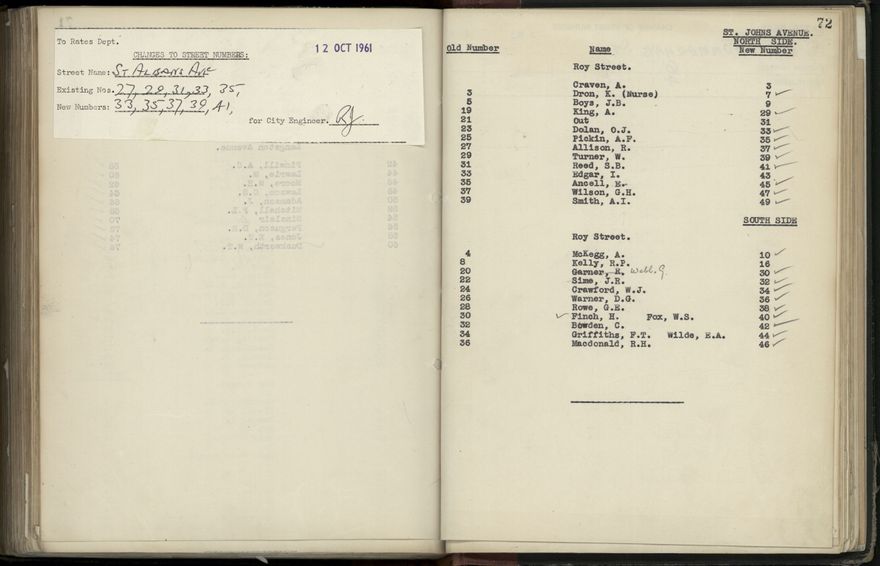 To Rates Dept.
12 OCT 1961
CHANGES TO STREET NUMBERS:
Street Name: St Albans Ave
Existing Nos. 27, 29, 31, 33, 35,
New Numbers: 33, 35, 37, 39, 41,
for City Engineer.
72
ST. JOHNS AVENUE.
NORTH SIDE.
Old Number Name New Number
Roy Street.
Craven, A. 3
3 Dron, K. (Nurse) 7
5 Boys, J.B. 9
19 King, A. 29
21 Out 31
23 Dolan, O.J. 33
25 Pickin, A.F. 35
27 Allison, R. 37
29 Turner, W. 39
31 Reed, S.B. 41
33 Edgar, I. 43
35 Ancell, E. 45
37 Wilson, G.H. 47
39 Smith, A.I. 49
SOUTH SIDE
Roy Street.
4 McKegg, A. 10
8 Kelly, R.P. 16
20 Garner, R. Webb. G. 30
22 Sime, J.R. 32
24 Crawford, W.J. 34
26 Warner, D.G. 36
28 Rowe, G.E. 38
30 Finch, H. Fox, W.S. 40
32 Bowden, C. 42
34 Griffiths, F.T. Wilde, E.A. 44
36 Macdonald, R.H. 46